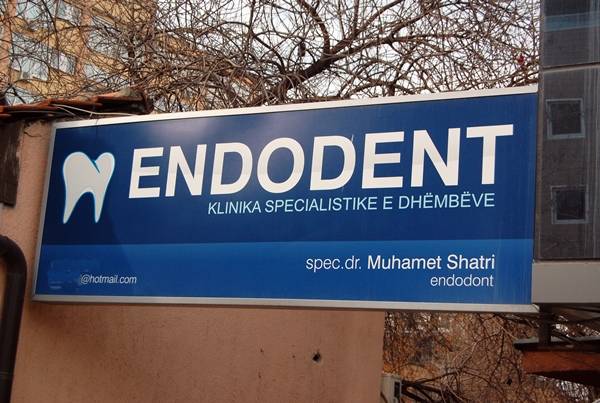 ENDODENT
KLINIKA SPECIALISTIKE E DHËMBËVE
spec.dr. Muhamet Shatri
endodont
@hotmail.com